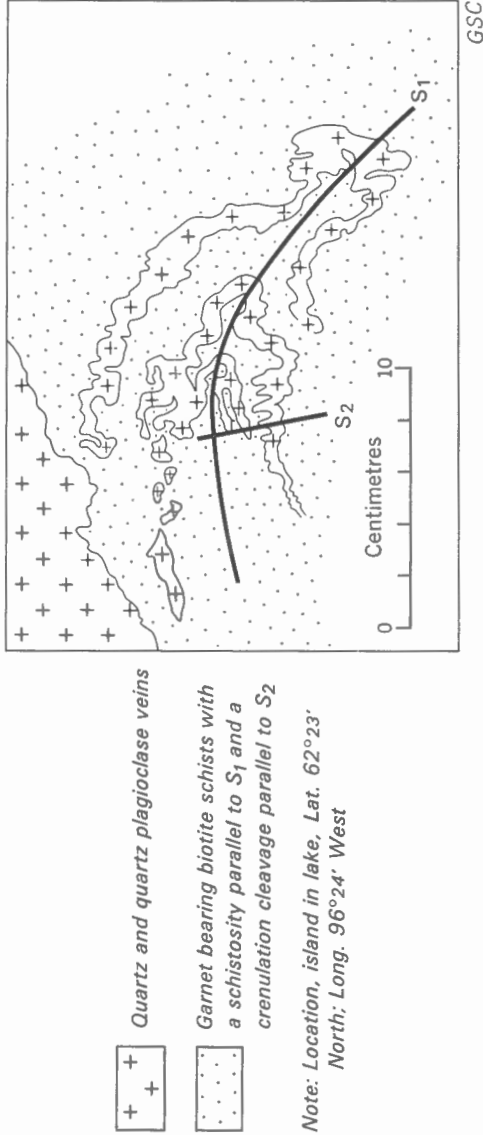 Quartz and quartz plagioclase veins
Garnet bearing biotite schists with
a schistosity parallel to S1 and a
crenulation cleavage parallel to S2
Note: Location, island in lake, Lat. 62°23'
North; Long. 96°24' West
S1
S2
Centimetres
0
10
GSC